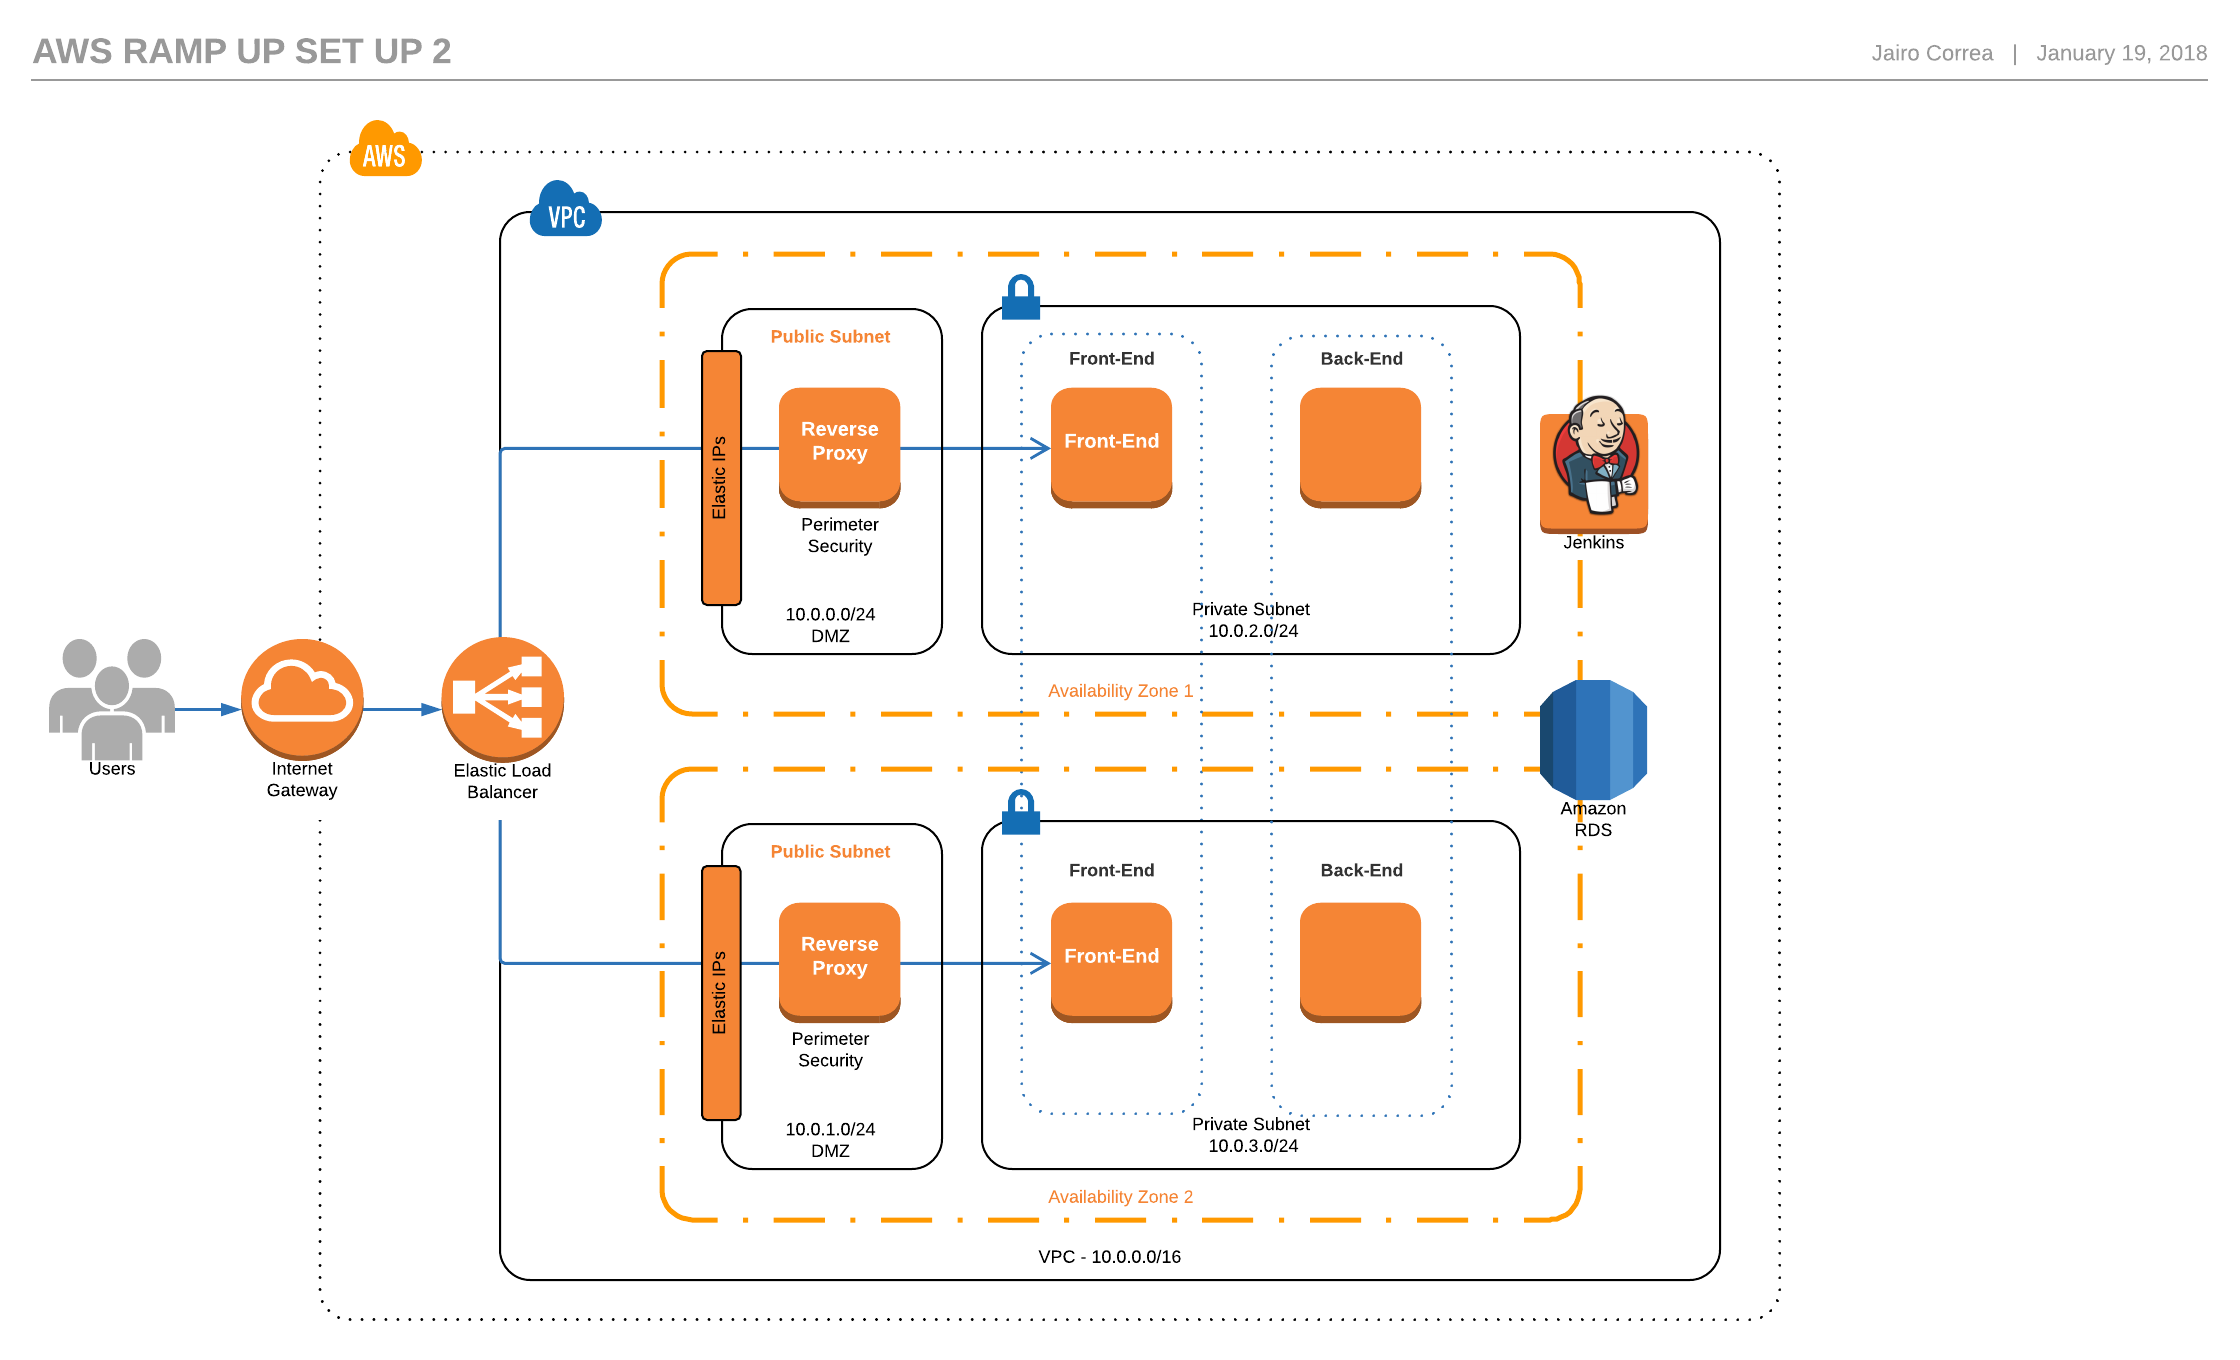 AWS RAMP UP SET UP 2
Jairo Correa | January 19, 2018
AWS
VPC
Public Subnet
Elastic IPs
Reverse
Proxy
Perimeter
Security
10.0.0.0/24
DMZ
Front-End
Front-End
Back-End
Private Subnet
10.0.2.0/24
Jenkins
Availability Zone 1
Users
Internet
Gateway
Elastic Load
Balancer
Amazon
RDS
Public Subnet
Elastic IPs
Reverse
Proxy
Perimeter
Security
10.0.1.0/24
DMZ
Front-End
Front-End
Back-End
Private Subnet
10.0.3.0/24
Availability Zone 2
VPC - 10.0.0.0/16